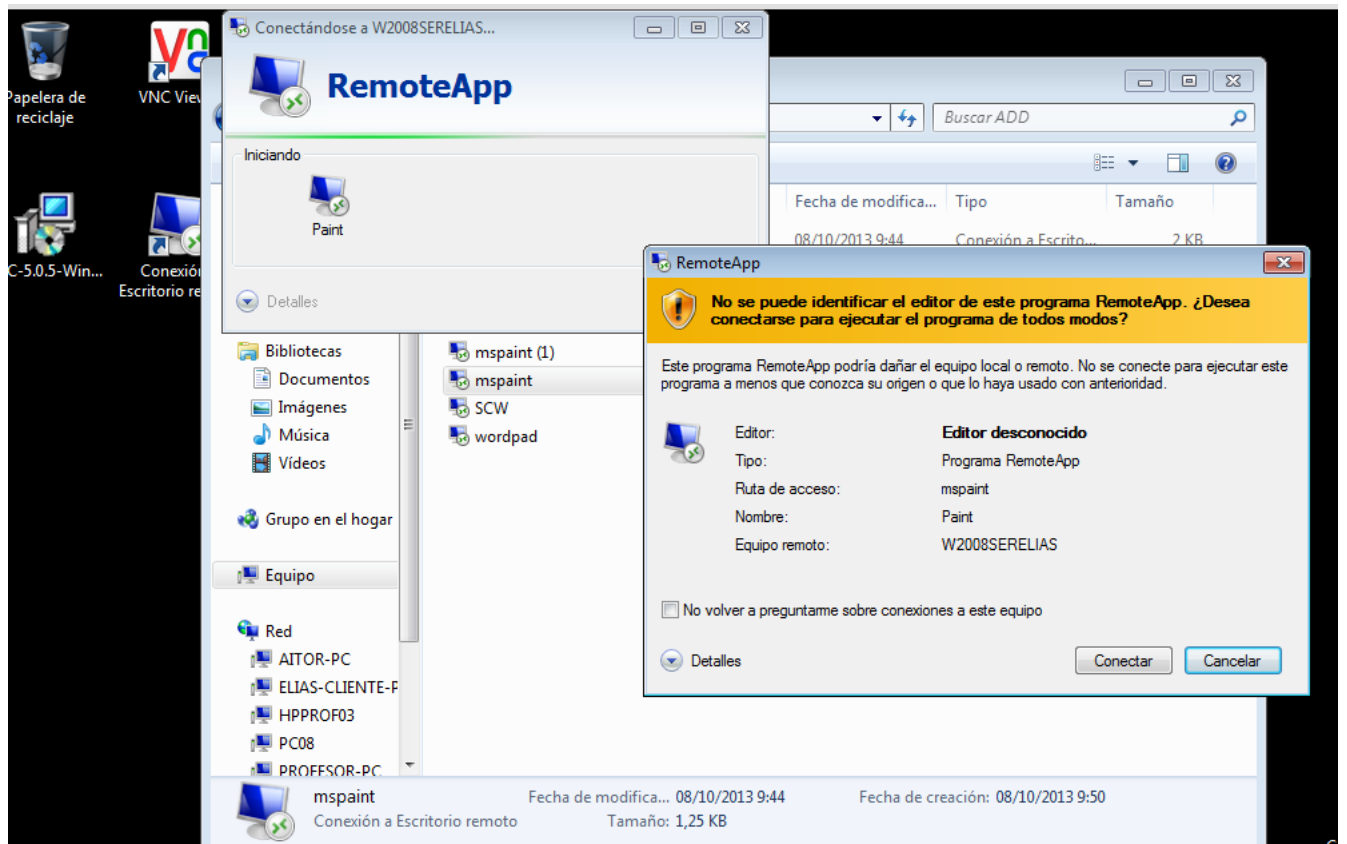 Papelera de
reciclaje
VNC View
C-5.0.5-Win...
Conexión
Escritorio re
Conectándose a W2008SERELIAS...
RemoteApp
Iniciando
Paint
Detalles
Buscar ADD
Fecha de modifica... Tipo Tamaño
08/10/2013 9:44 Conexión a Escrito... 2 KB
Bibliotecas
Documentos
Imágenes
Música
Vídeos
Grupo en el hogar
Equipo
Red
AITOR-PC
ELIAS-CLIENTE-P
HPPROF03
PC08
PROFESOR-PC
mspaint (1)
mspaint
SCW
wordpad
RemoteApp
No se puede identificar el editor de este programa RemoteApp. ¿Desea
conectarse para ejecutar el programa de todos modos?
Este programa RemoteApp podría dañar el equipo local o remoto. No se conecte para ejecutar este
programa a menos que conozca su origen o que lo haya usado con anterioridad.
Editor: Editor desconocido
Tipo: Programa RemoteApp
Ruta de acceso: mspaint
Nombre: Paint
Equipo remoto: W2008SERELIAS
No volver a preguntarme sobre conexiones a este equipo
Detalles
Conectar Cancelar
mspaint Fecha de modifica... 08/10/2013 9:44 Fecha de creación: 08/10/2013 9:50
Conexión a Escritorio remoto Tamaño: 1,25 KB